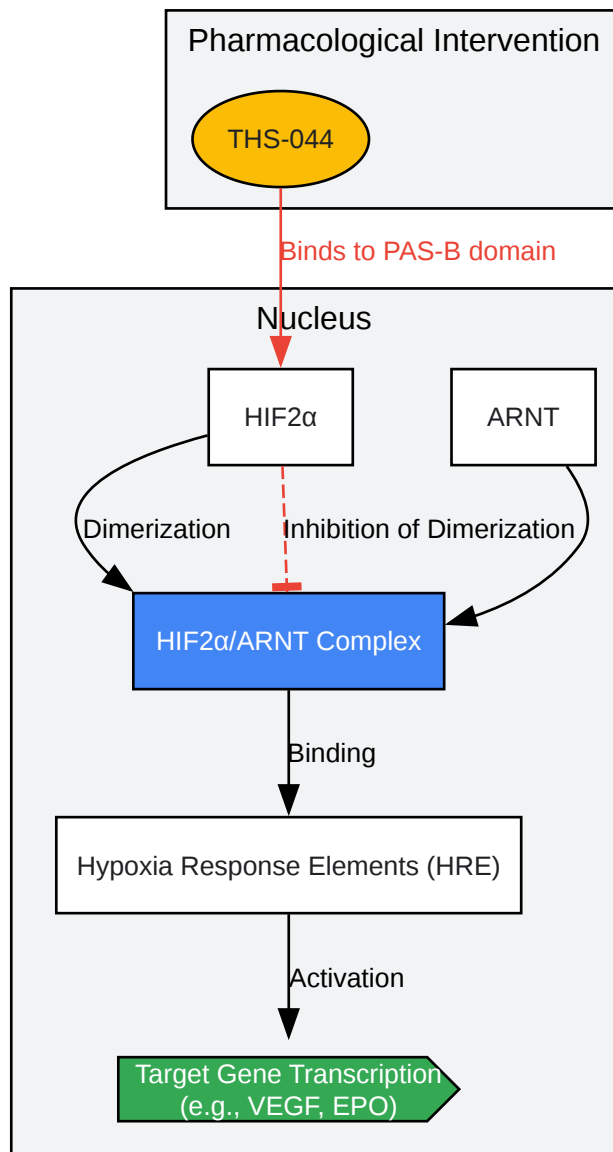 Pharmacological Intervention
THS-044
Binds to PAS-B domain
Nucleus
HIF2α
ARNT
Dimerization
Inhibition of Dimerization
HIF2α/ARNT Complex
Binding
Hypoxia Response Elements (HRE)
Activation
Target Gene Transcription
(e.g., VEGF, EPO)